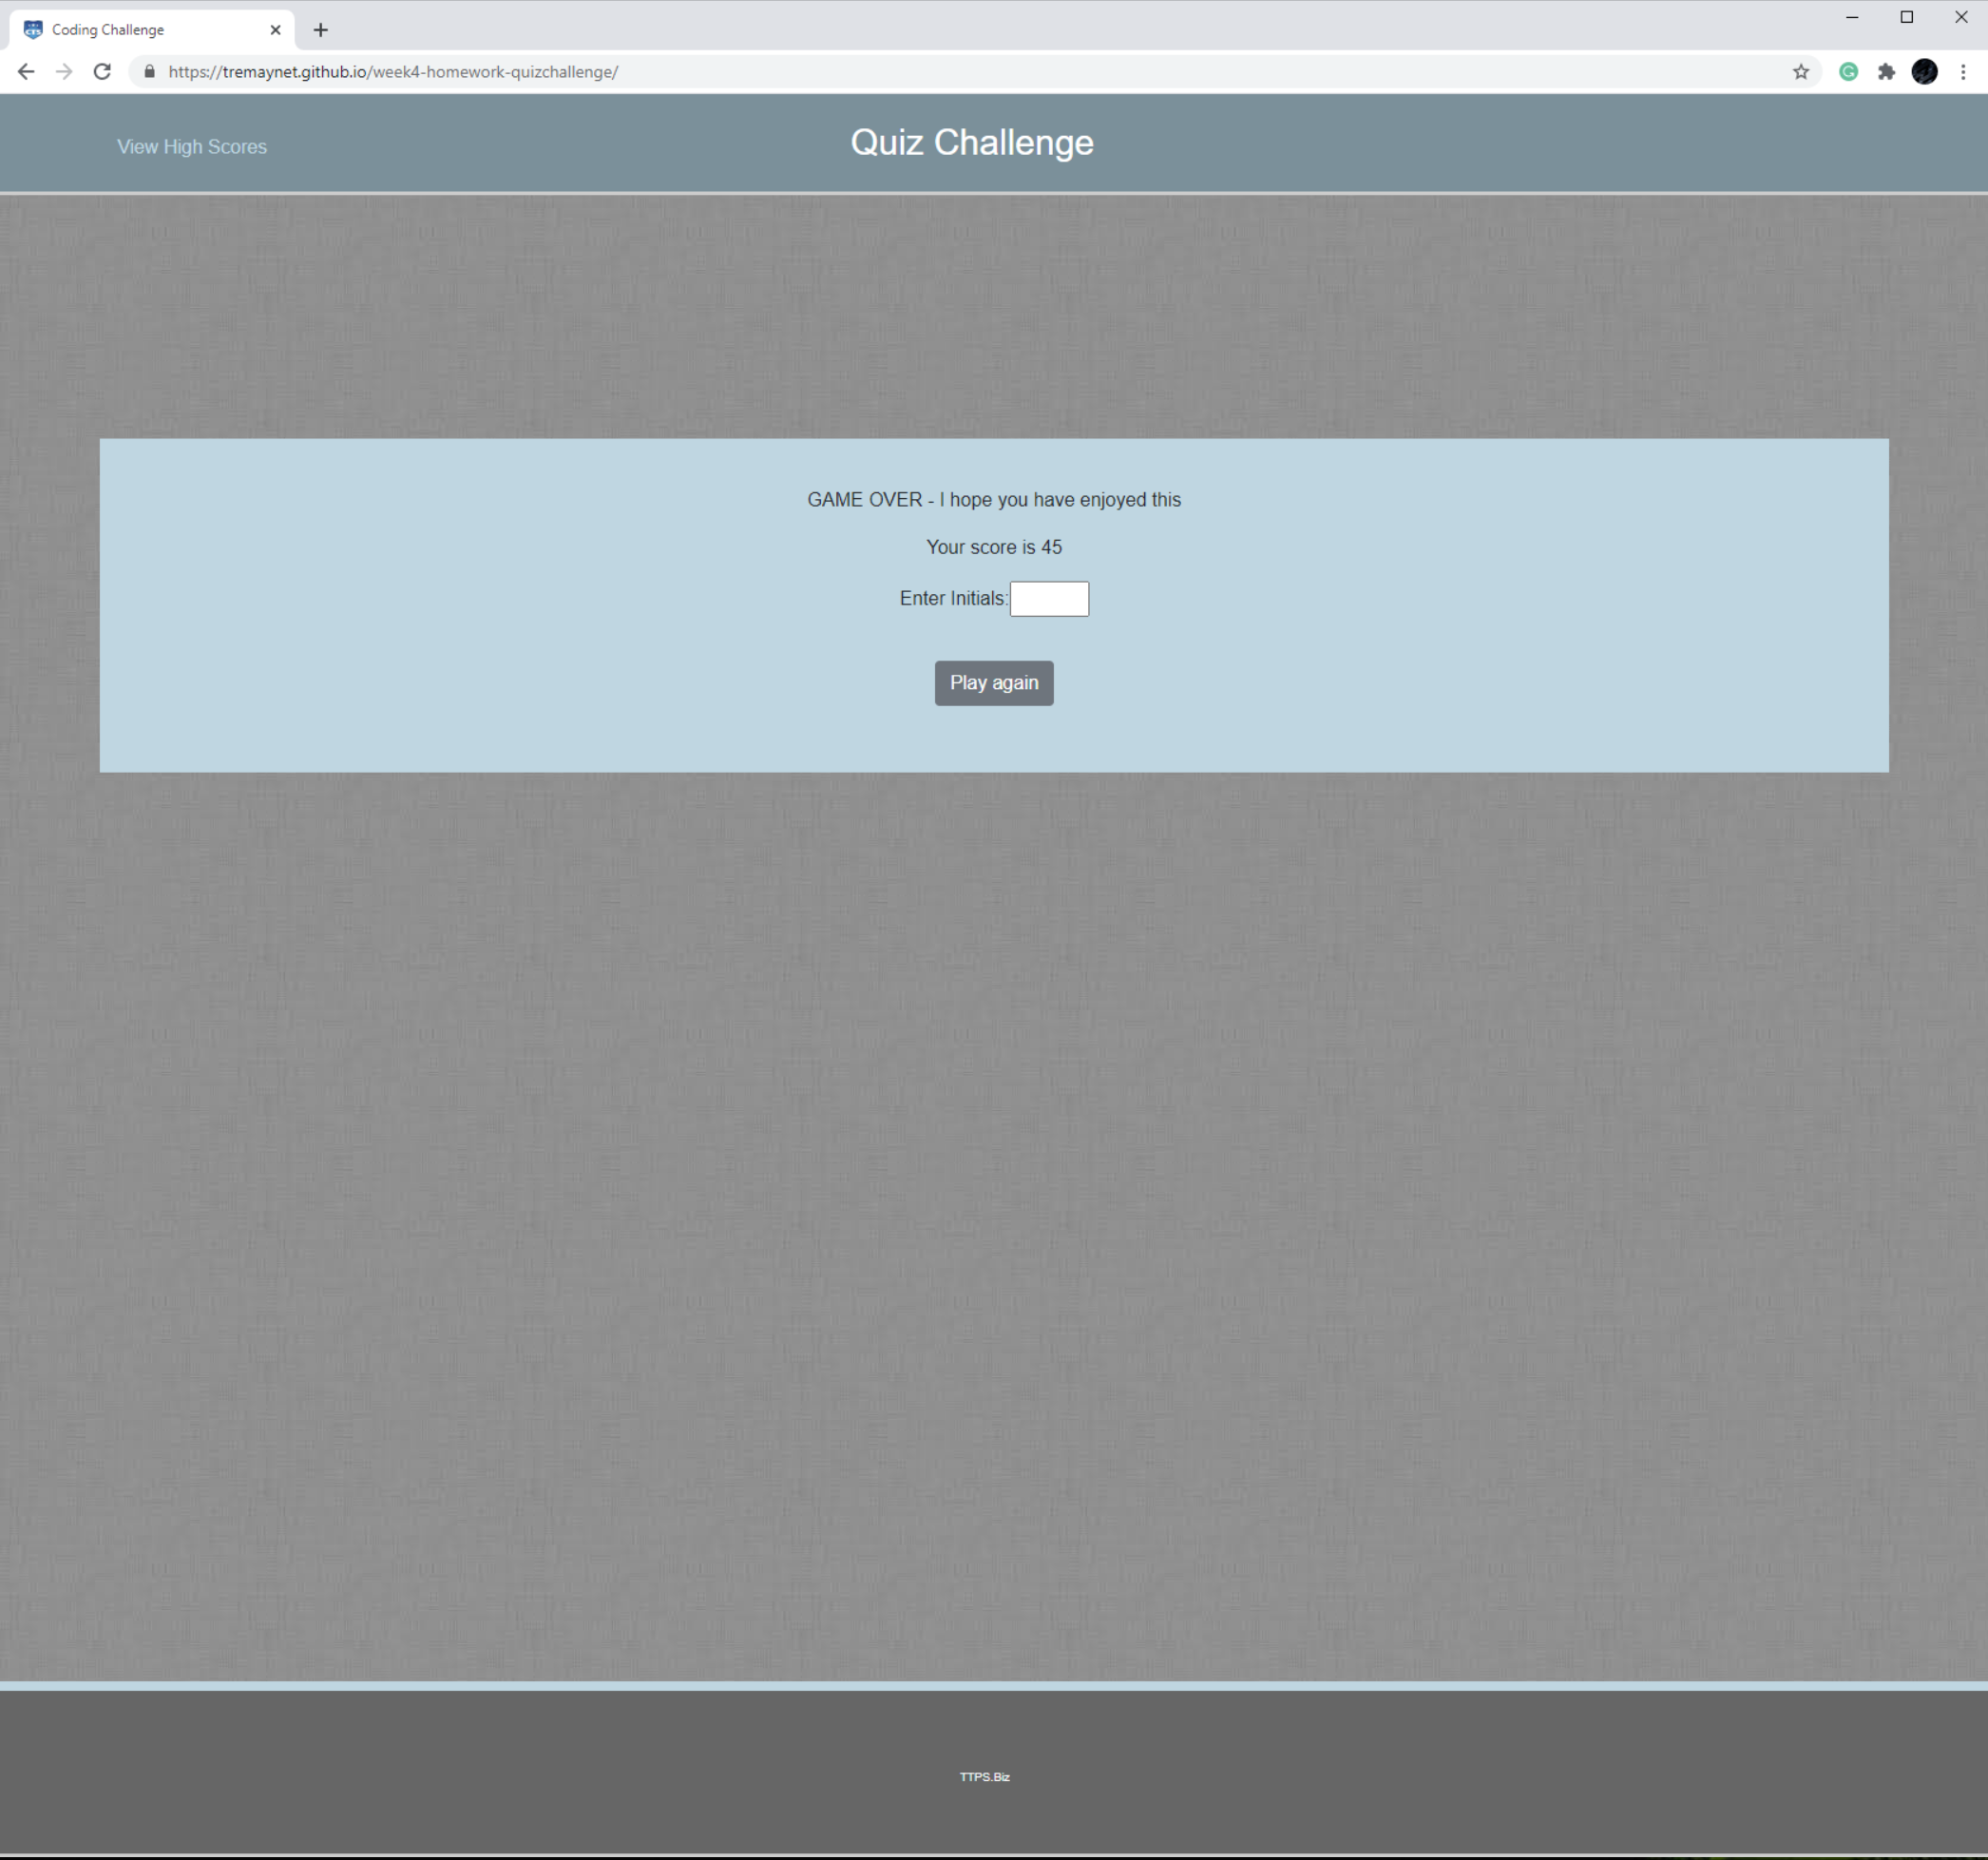 CTS Coding Challenge
https://tremaynet.github.io/week4-homework-quizchallenge/
View High Scores
Quiz Challenge
GAME OVER - I hope you have enjoyed this
Your score is 45
Enter Initials:
Play again
TTPS.Biz